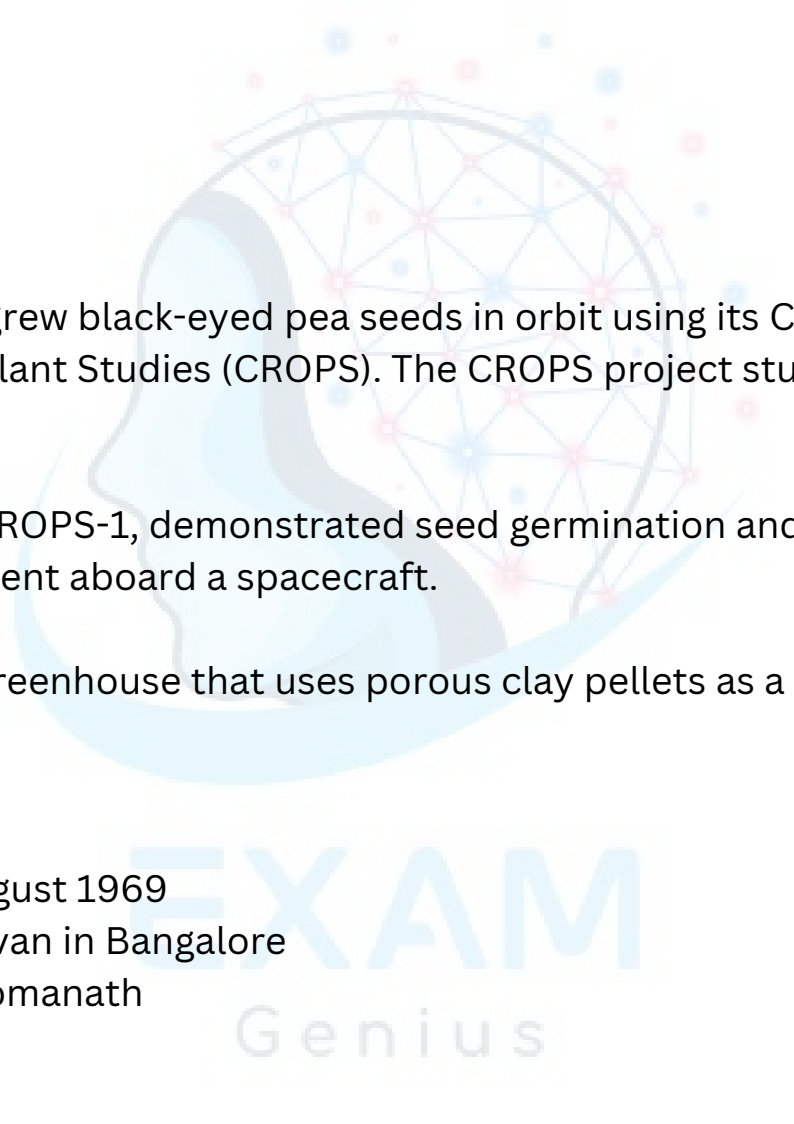 grew black-eyed pea seeds in orbit using its C
lant Studies (CROPS). The CROPS project stu
ROPS-1, demonstrated seed germination and
ent aboard a spacecraft.
reenhouse that uses porous clay pellets as a
gust 1969
van in Bangalore
omanath
EXAM
Genius